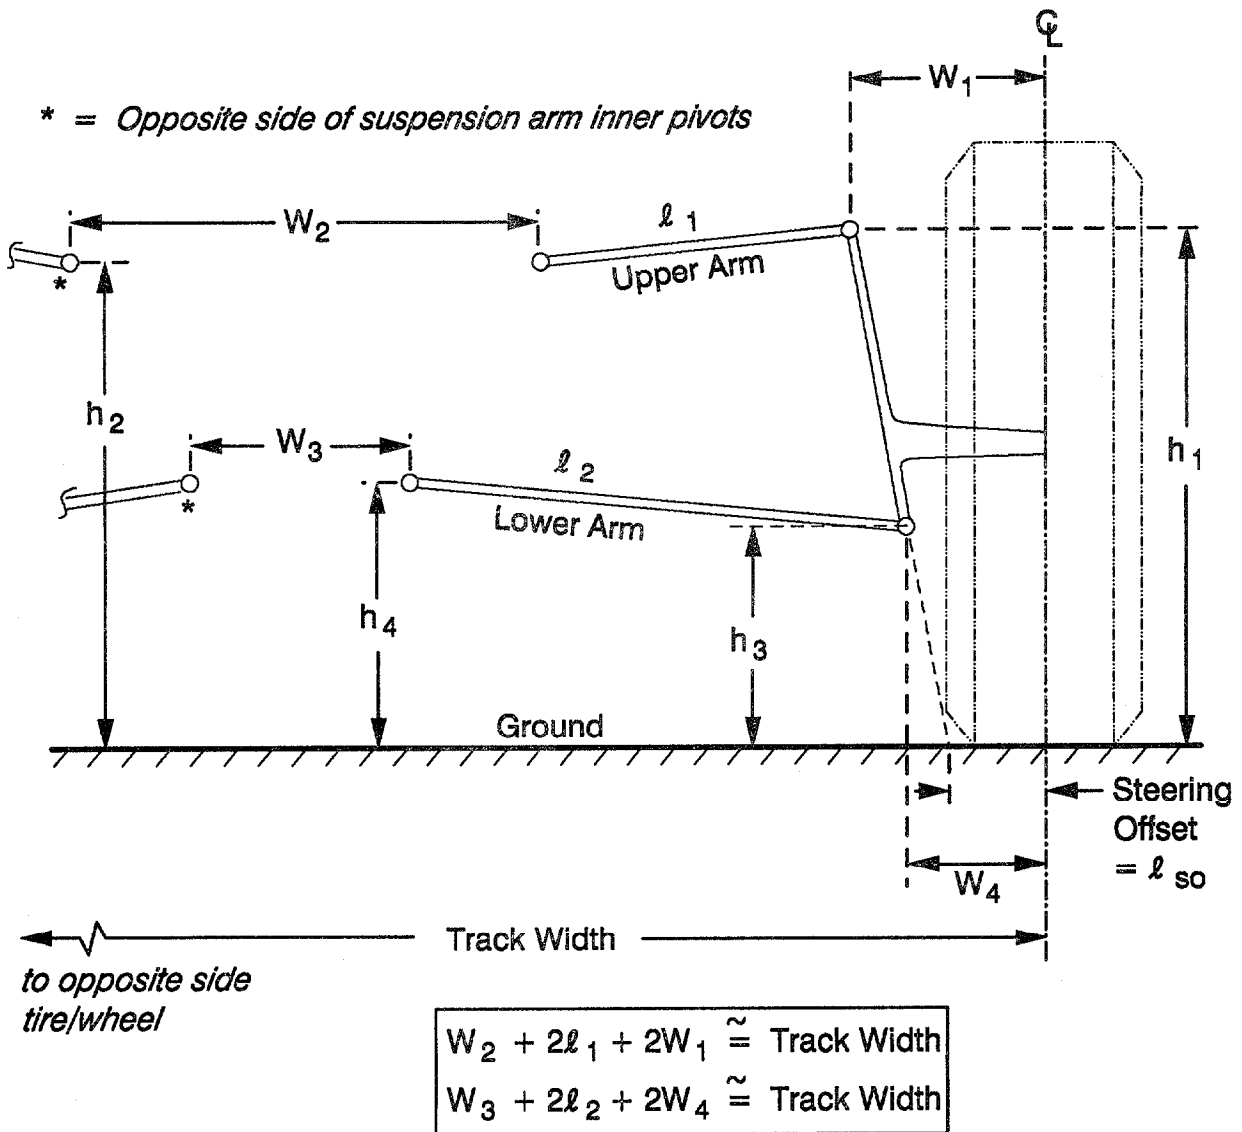 ℄
W1
* = Opposite side of suspension arm inner pivots
W2
ℓ 1
Upper Arm
*
h2
W3
h1
ℓ 2
*
Lower Arm
h4
h3
Ground
Steering
Offset
= ℓ so
W4
Track Width
to opposite side
tire/wheel
W2 + 2ℓ1 + 2W1 ≅ Track Width
W3 + 2ℓ2 + 2W4 ≅ Track Width